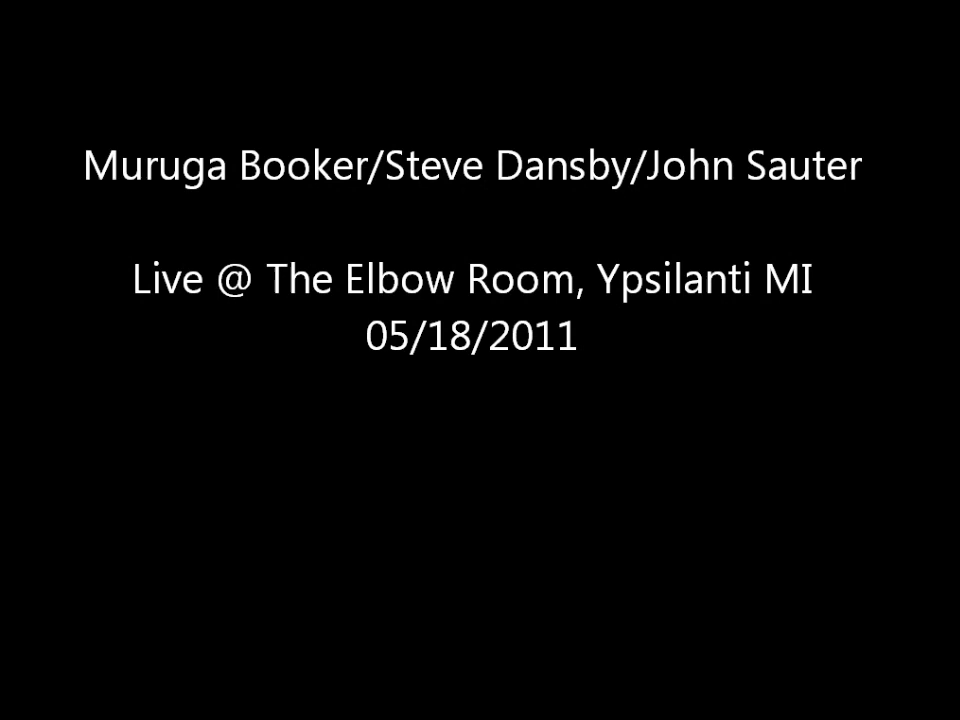 Muruga Booker/Steve Dansby/John Sauter
Live @ The Elbow Room, Ypsilanti MI
05/18/2011